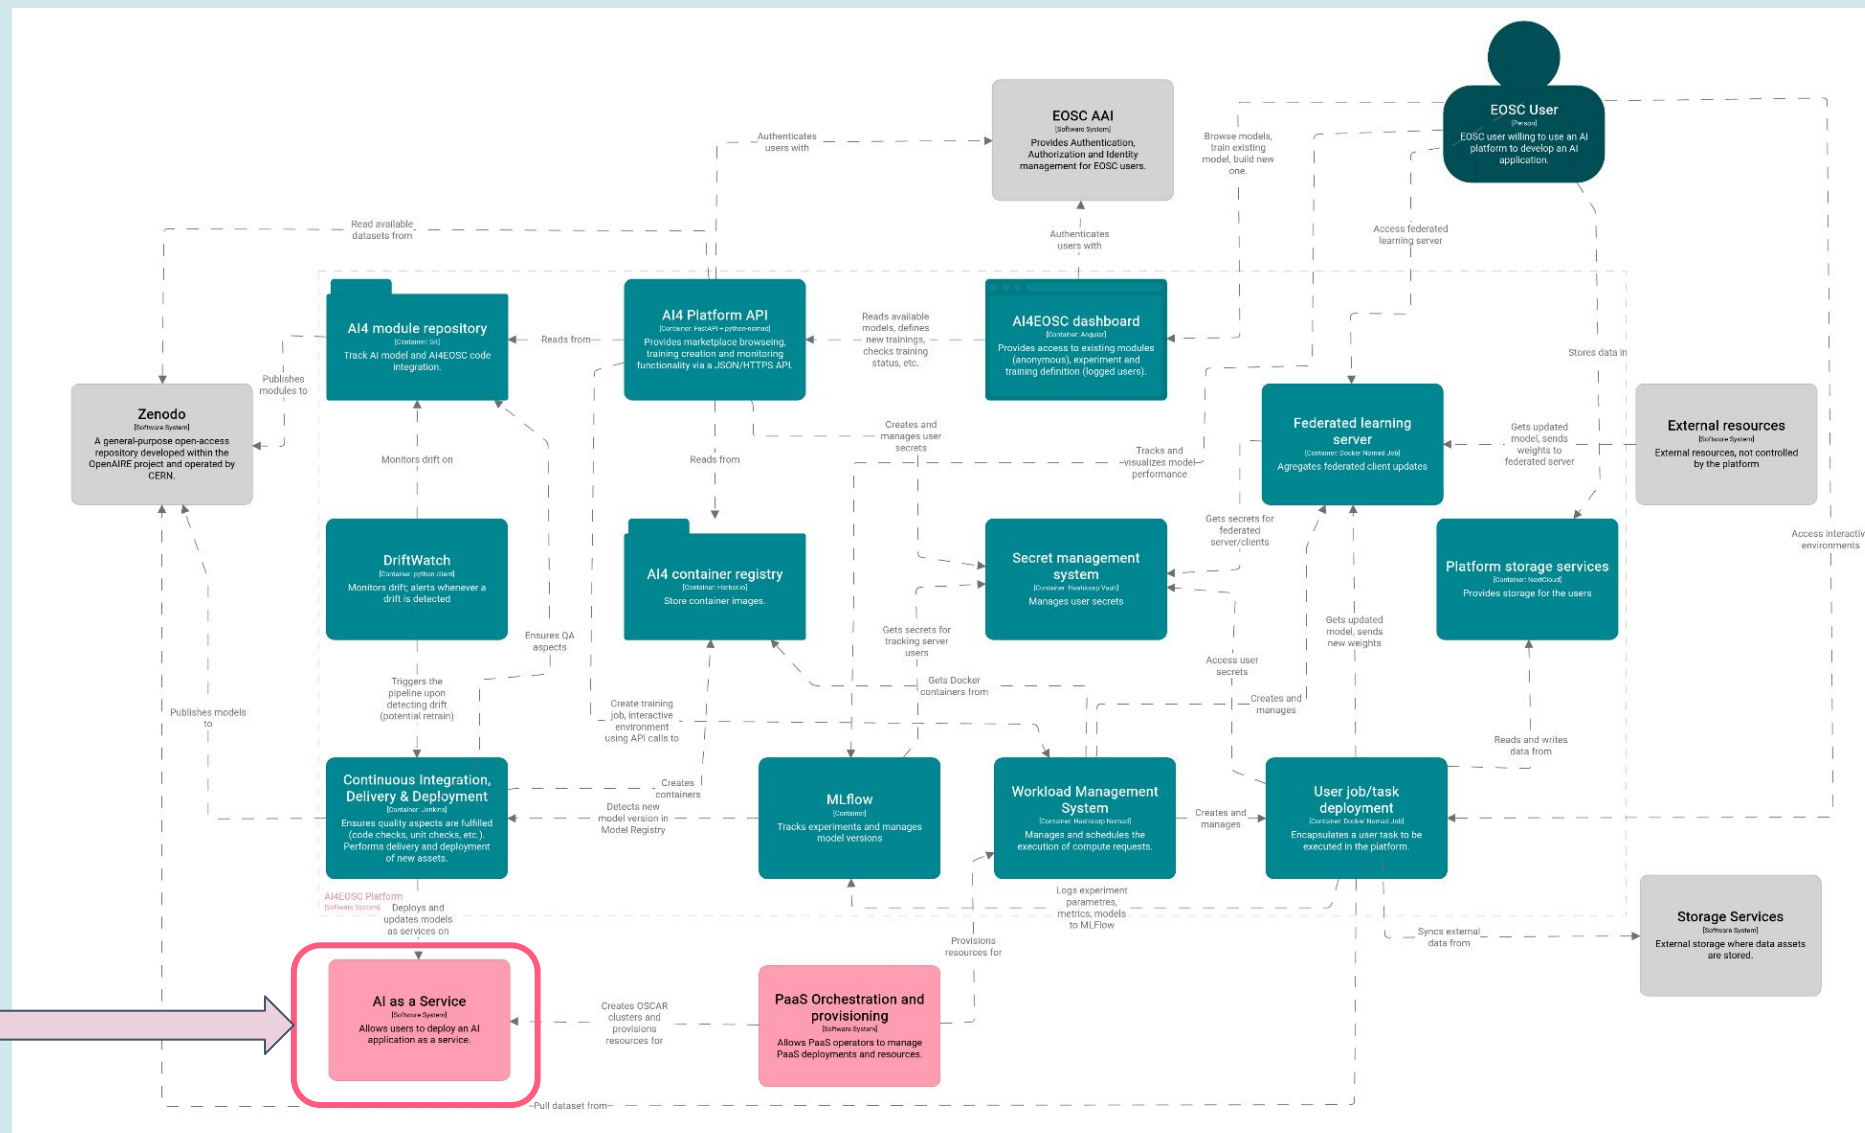 EOSC User
[Person]
EOSC user willing to use an AI
platform to develop an AI
application.
EOSC AAI
[Software System]
Provides Authentication,
Authorization and Identity
management for EOSC users.
Authenticates
users with
Browse models,
train existing
model, build new
one.
Read available
datasets from
Authenticates
users with
Access federated
learning server
AI4 module repository
[Container: Git]
Track AI model and AI4EOSC code
integration.
Reads from
AI4 Platform API
[Container: FastAPI + python-nomad]
Provides marketplace browseing,
training creation and monitoring
functionality via a JSON/HTTPS API.
Reads available
models, defines
new trainings,
checks training
status, etc.
AI4EOSC dashboard
[Container: Angular]
Provides access to existing modules
(anonymous), experiment and
training definition (logged users).
Stores data in
Publishes
modules to
Zenodo
[Software System]
A general-purpose open-access
repository developed within the
OpenAIRE project and operated by
CERN.
Monitors drift on
Reads from
Creates and
manages user
secrets
Tracks and
visualizes model
performance
Federated learning
server
[Container: Docker Nomad Job]
Agregates federated client updates
Gets updated
model, sends
weights to
federated server
External resources
[Software System]
External resources, not controlled
by the platform
DriftWatch
[Container: python client]
Monitors drift; alerts whenever a
drift is detected
AI4 container registry
[Container: Harbor.io]
Store container images.
Secret management
system
[Container: Hashicorp Vault]
Manages user secrets
Gets secrets for
federated
server/clients
Platform storage services
[Container: NextCloud]
Provides storage for the users
Access interactiv
environments
Ensures QA
aspects
Gets secrets for
tracking server
users
Gets updated
model, sends
new weights
Access user
secrets
Triggers the
pipeline upon
detecting drift
(potential retrain)
Gets Docker
containers from
Creates and
manages
Publishes models
to
Create training
job, interactive
environment
using API calls to
Reads and writes
data from
Continuous Integration,
Delivery & Deployment
[Container: Jenkins]
Ensures quality aspects are fulfilled
(code checks, unit checks, etc.).
Performs delivery and deployment
of new assets.
Creates
containers
Detects new
model version in
Model Registry
MLflow
[Container]
Tracks experiments and manages
model versions
Workload Management
System
[Container: Hashicorp Nomad]
Manages and schedules the
execution of compute requests.
Creates and
manages
User job/task
deployment
[Container: Docker Nomad Job]
Encapsulates a user task to be
executed in the platform.
AI4EOSC Platform
[Software System]
Deploys and
updates models
as services on
Logs experiment
parametres,
metrics, models
to MLFlow
Provisions
resources for
Syncs external
data from
Storage Services
[Software System]
External storage where data assets
are stored.
AI as a Service
[Software System]
Allows users to deploy an AI
application as a service.
Creates OSCAR
clusters and
provisions
resources for
PaaS Orchestration and
provisioning
[Software System]
Allows PaaS operators to manage
PaaS deployments and resources.
Pull dataset from